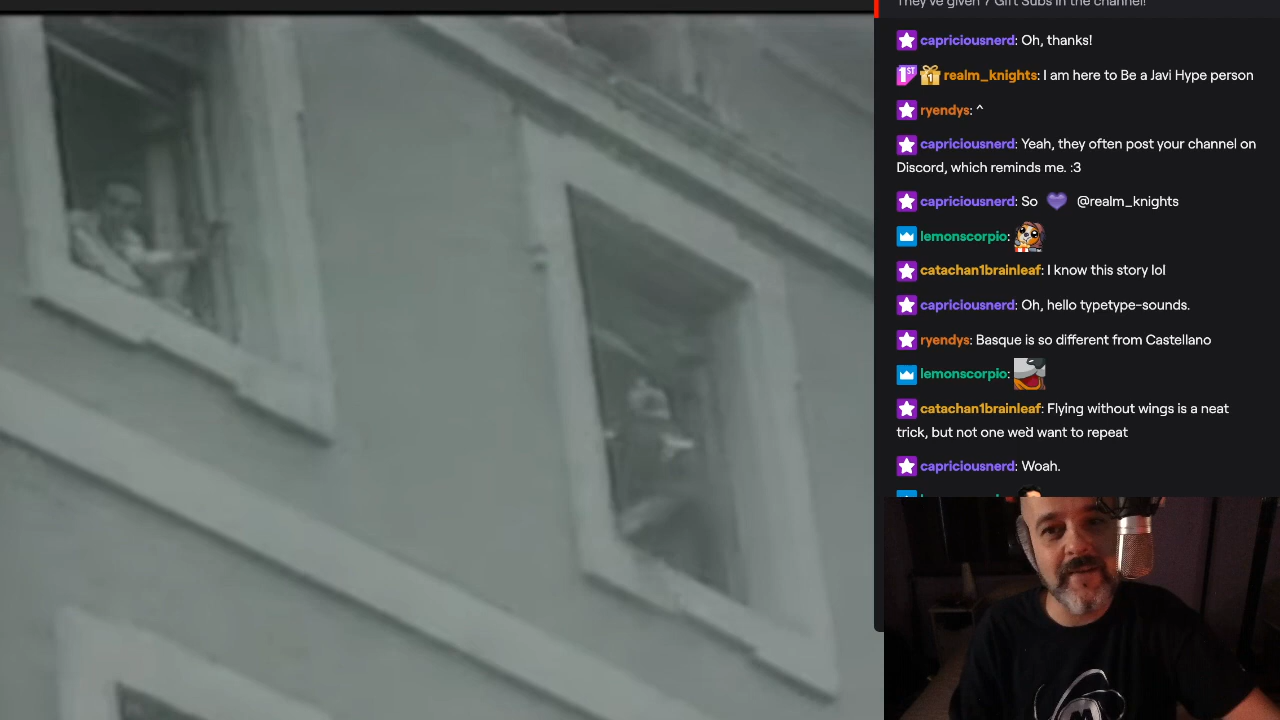 They've given 7 Gift Subs in the channel!
capriciousnerd: Oh, thanks!
1ST 1 realm_knights: I am here to Be a Javi Hype person
ryendys: ^
capriciousnerd: Yeah, they often post your channel on
Discord, which reminds me. :3
capriciousnerd: So 💜 @realm_knights
lemonscorpio:
catachan1brainleaf: I know this story lol
capriciousnerd: Oh, hello typetype-sounds.
ryendys: Basque is so different from Castellano
lemonscorpio:
catachan1brainleaf: Flying without wings is a neat
trick, but not one we'd want to repeat
capriciousnerd: Woah.